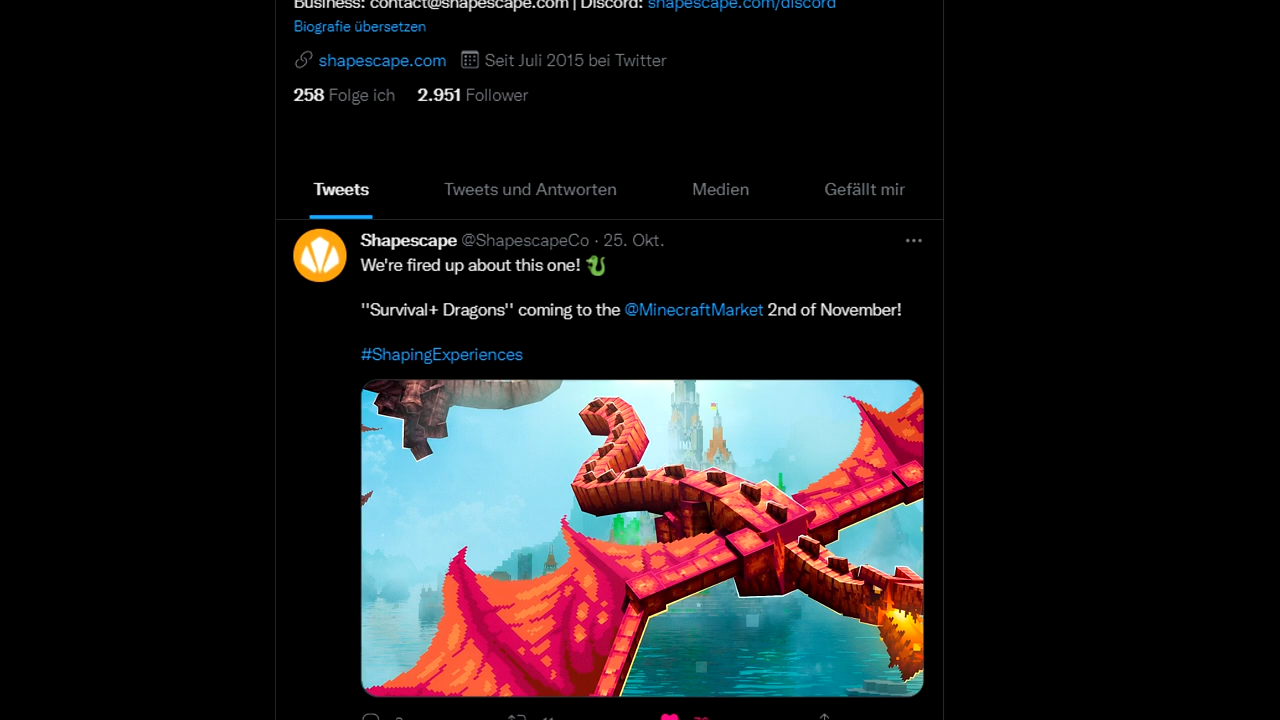 Business: contact@shapescape.com | Discord: shapescape.com/discord
Biografie übersetzen
shapescape.com Seit Juli 2015 bei Twitter
258 Folge ich 2.951 Follower
Tweets Tweets und Antworten Medien Gefällt mir
Shapescape @ShapescapeCo · 25. Okt.
We're fired up about this one!
"Survival+ Dragons" coming to the @MinecraftMarket 2nd of November!
#ShapingExperiences